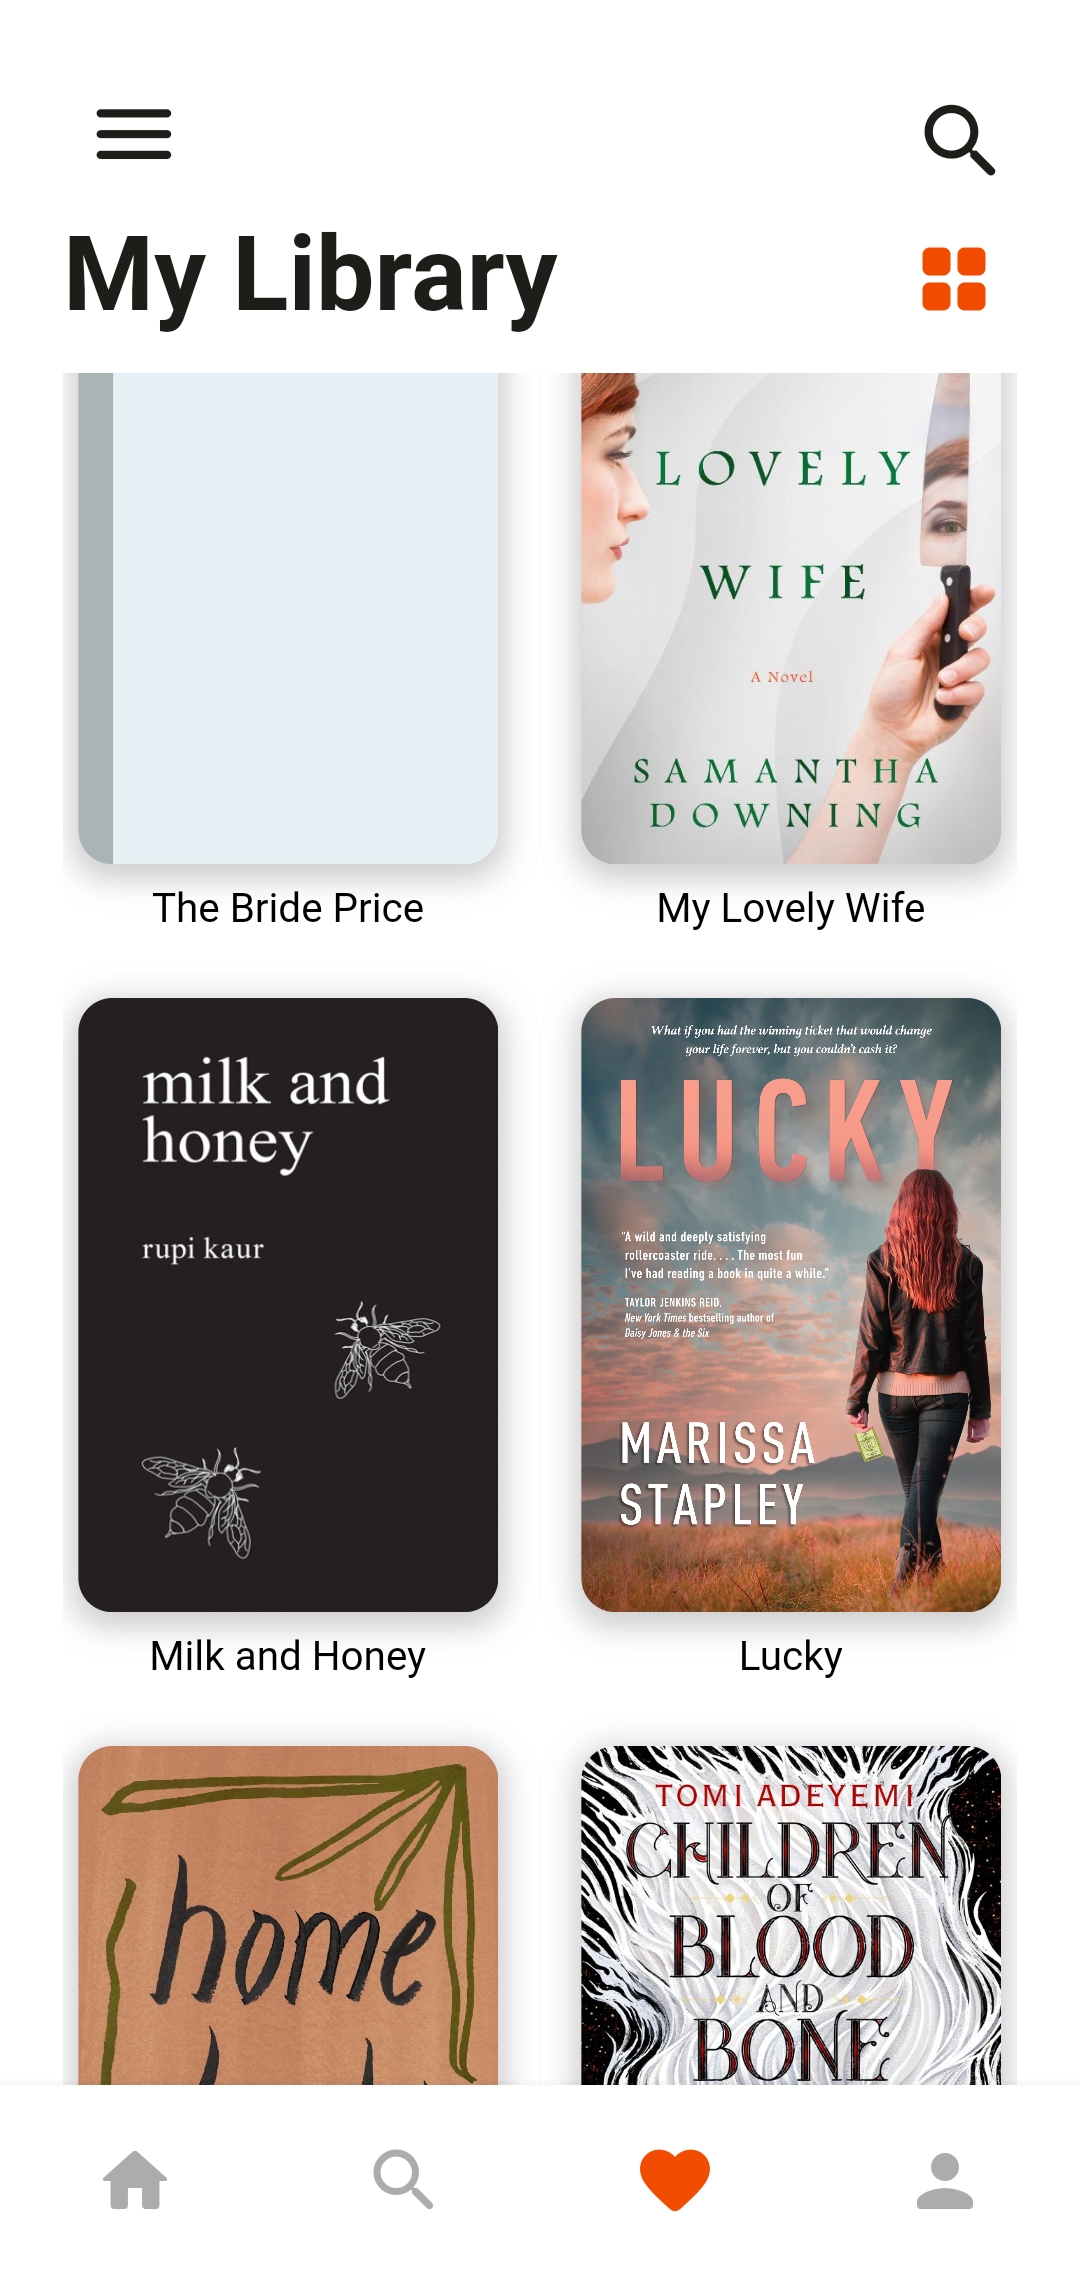 My Library
LOVELY
WIFE
A Novel
SAMANTHA
DOWNING
The Bride Price
My Lovely Wife
milk and
honey
rupi kaur
Milk and Honey
What if you had the winning ticket that would change
your life forever, but you couldn't cash it?
LUCKY
"A wild and deeply satisfying
rollercoaster ride. . . . The most fun
I've had reading a book in quite a while."
TAYLOR JENKINS REID,
New York Times bestselling author of
Daisy Jones & the Six
MARISSA
STAPLEY
Lucky
home
TOMI ADEYEMI
CHILDREN
OF
BLOOD
AND
BONE